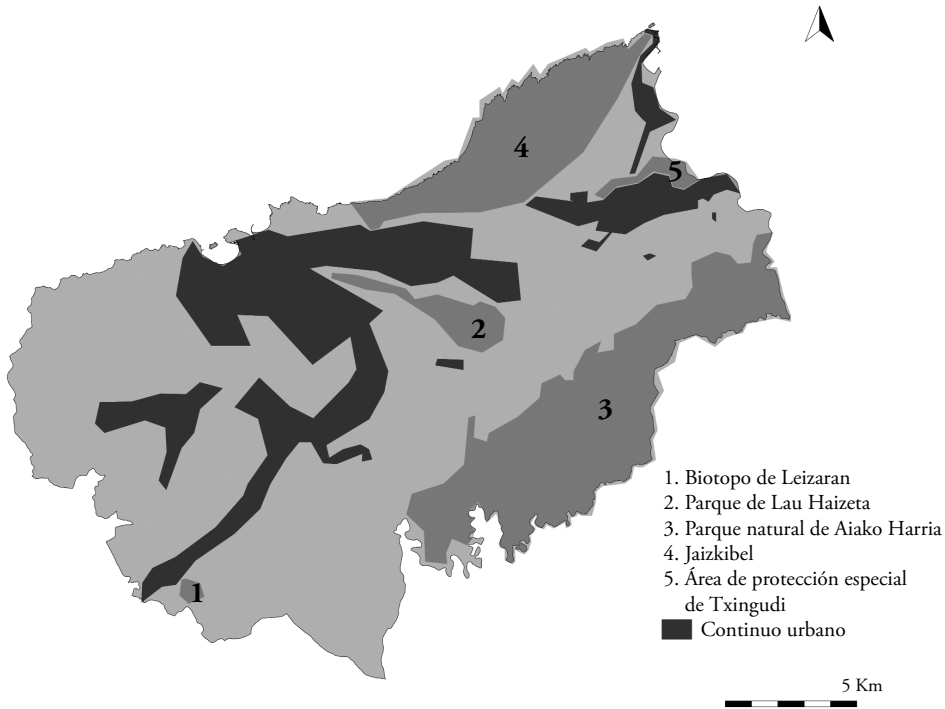 4
5
2
3
1
1. Biotopo de Leizaran
2. Parque de Lau Haizeta
3. Parque natural de Aiako Harria
4. Jaizkibel
5. Área de protección especial
de Txingudi
Continuo urbano
5 Km